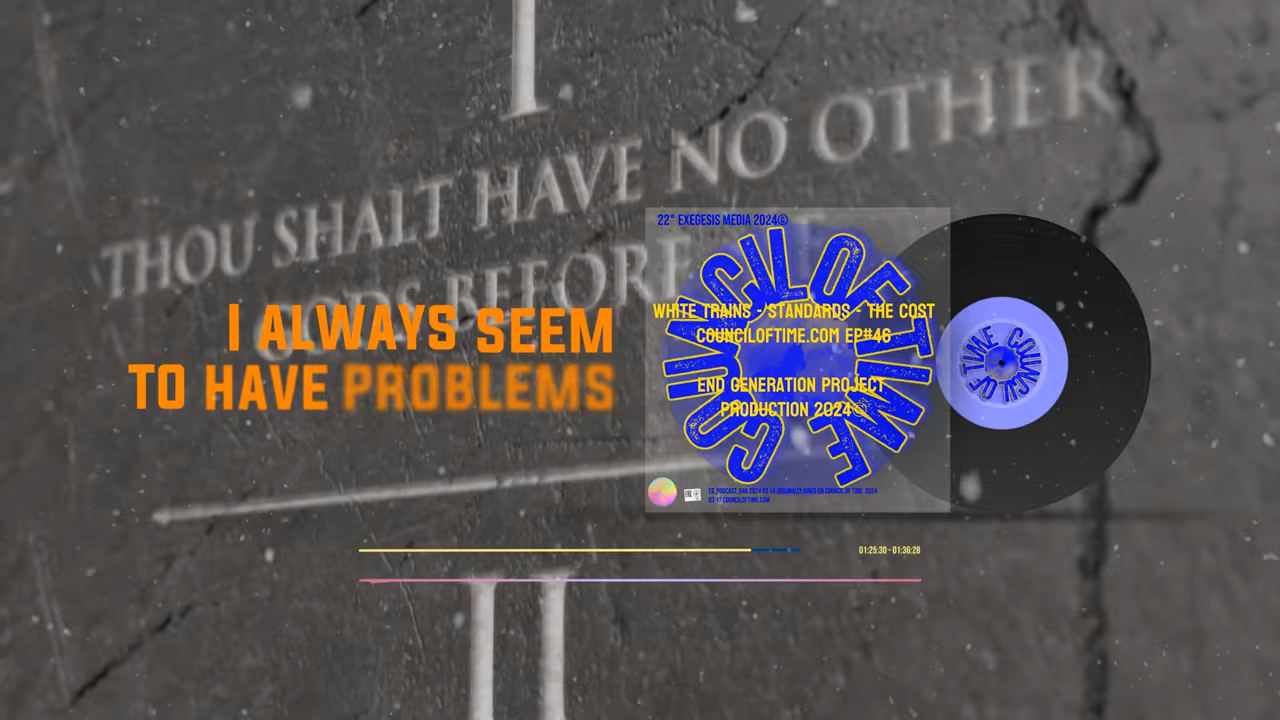 I
THOU SHALT HAVE NO OTHER
GODS BEFORE
I ALWAYS SEEM
TO HAVE PROBLEMS
22° EXEGESIS MEDIA 2024©
COUNCIL OF TIME
WHITE TRAINS - STANDARDS - THE COST
COUNCILOFTIME.COM EP#46
END GENERATION PROJECT
PRODUCTION 2024©
COUNCIL OF TIME
01:25:30 - 01:36:28
II